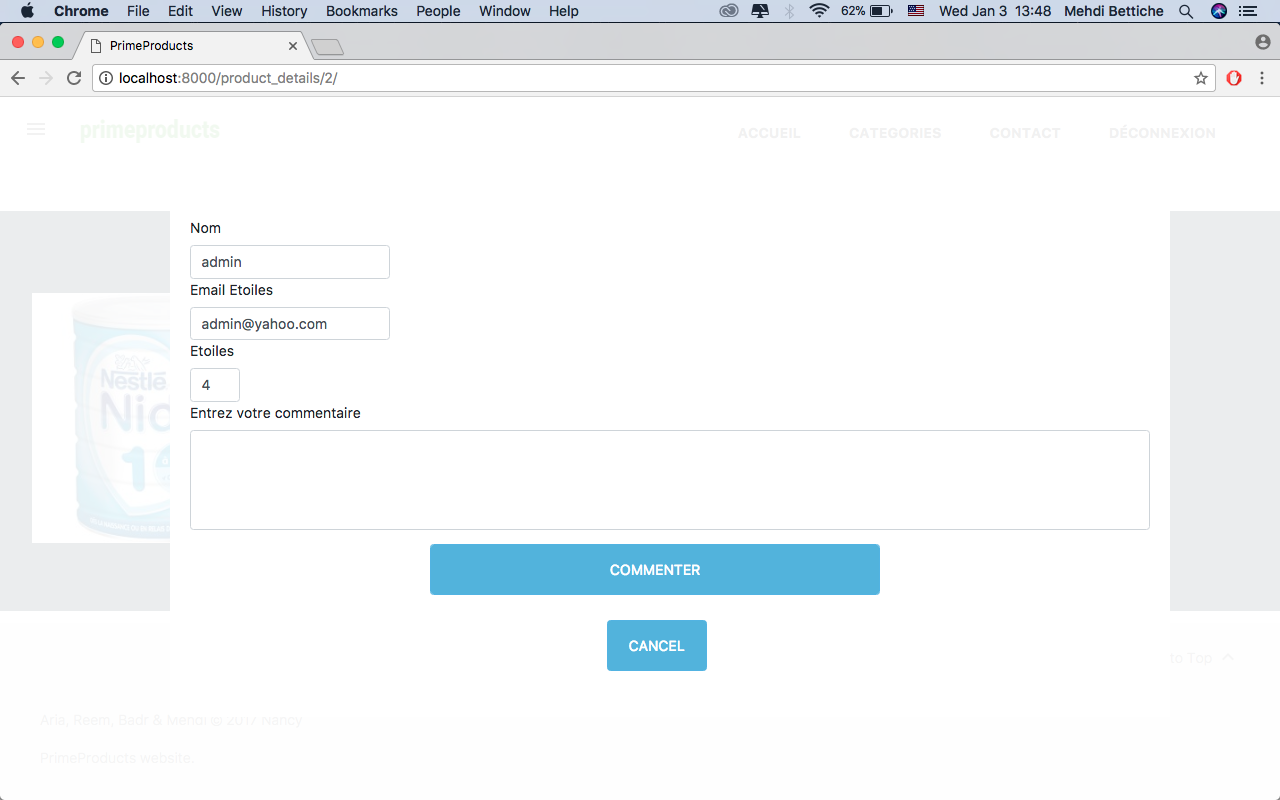 Chrome File Edit View History Bookmarks People Window Help 62% Wed Jan 3 13:48 Mehdi Bettiche
PrimeProducts
localhost:8000/product_details/2/
primeproducts ACCUEIL CATEGORIES CONTACT DÉCONNEXION
Nom
admin
Email Etoiles
admin@yahoo.com
Etoiles
4
Entrez votre commentaire
Nestlé
1
COMMENTER
CANCEL
to Top
Aria, Reem, Badr & Mehdi @ 2017 Nancy
PrimeProducts website.